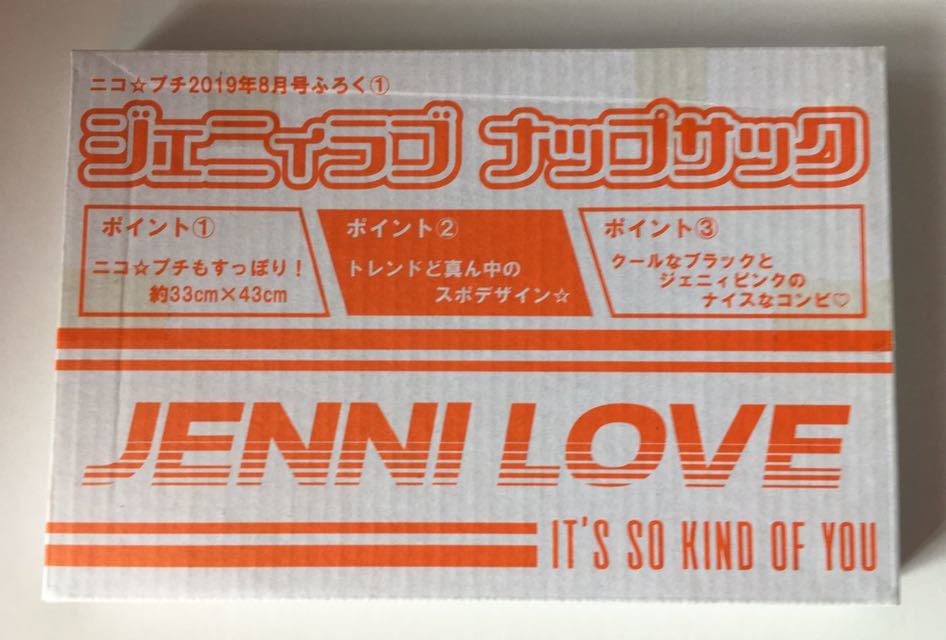 ニコ☆プチ2019年8月号ふろく①
ジェニィラブ ナップサック
ポイント①
ニコ☆プチもすっぽり！
約33cm×43cm
ポイント②
トレンドど真ん中の
スポデザイン☆
ポイント③
クールなブラックと
ジェニィピンクの
ナイスなコンビ♡
JENNI LOVE
IT'S SO KIND OF YOU